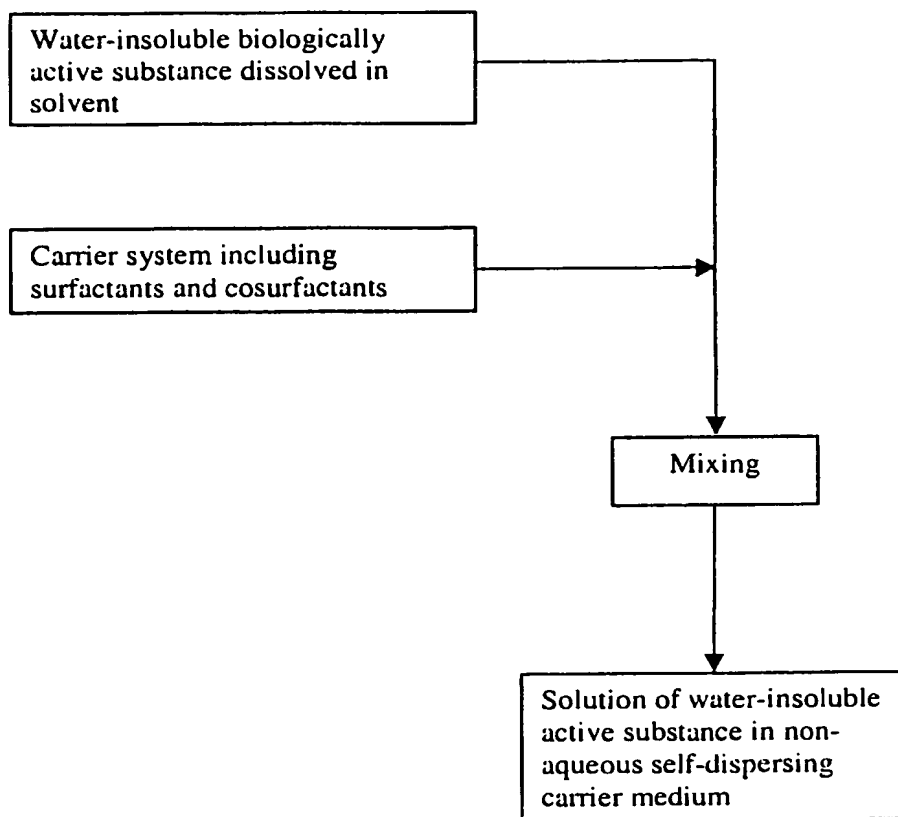 Water-insoluble biologically
active substance dissolved in
solvent
Carrier system including
surfactants and cosurfactants
Mixing
Solution of water-insoluble
active substance in non-
aqueous self-dispersing
carrier medium